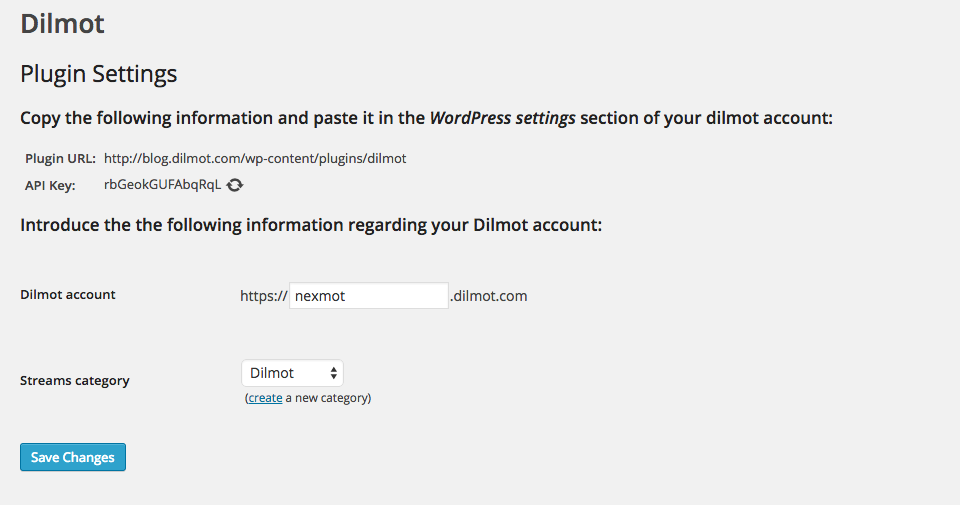 Dilmot
Plugin Settings
Copy the following information and paste it in the WordPress settings section of your dilmot account:
Plugin URL: http://blog.dilmot.com/wp-content/plugins/dilmot
API Key: rbGeokGUFAbqRqL
Introduce the the following information regarding your Dilmot account:
Dilmot account https:// nexmot .dilmot.com
Streams category Dilmot
(create a new category)
Save Changes